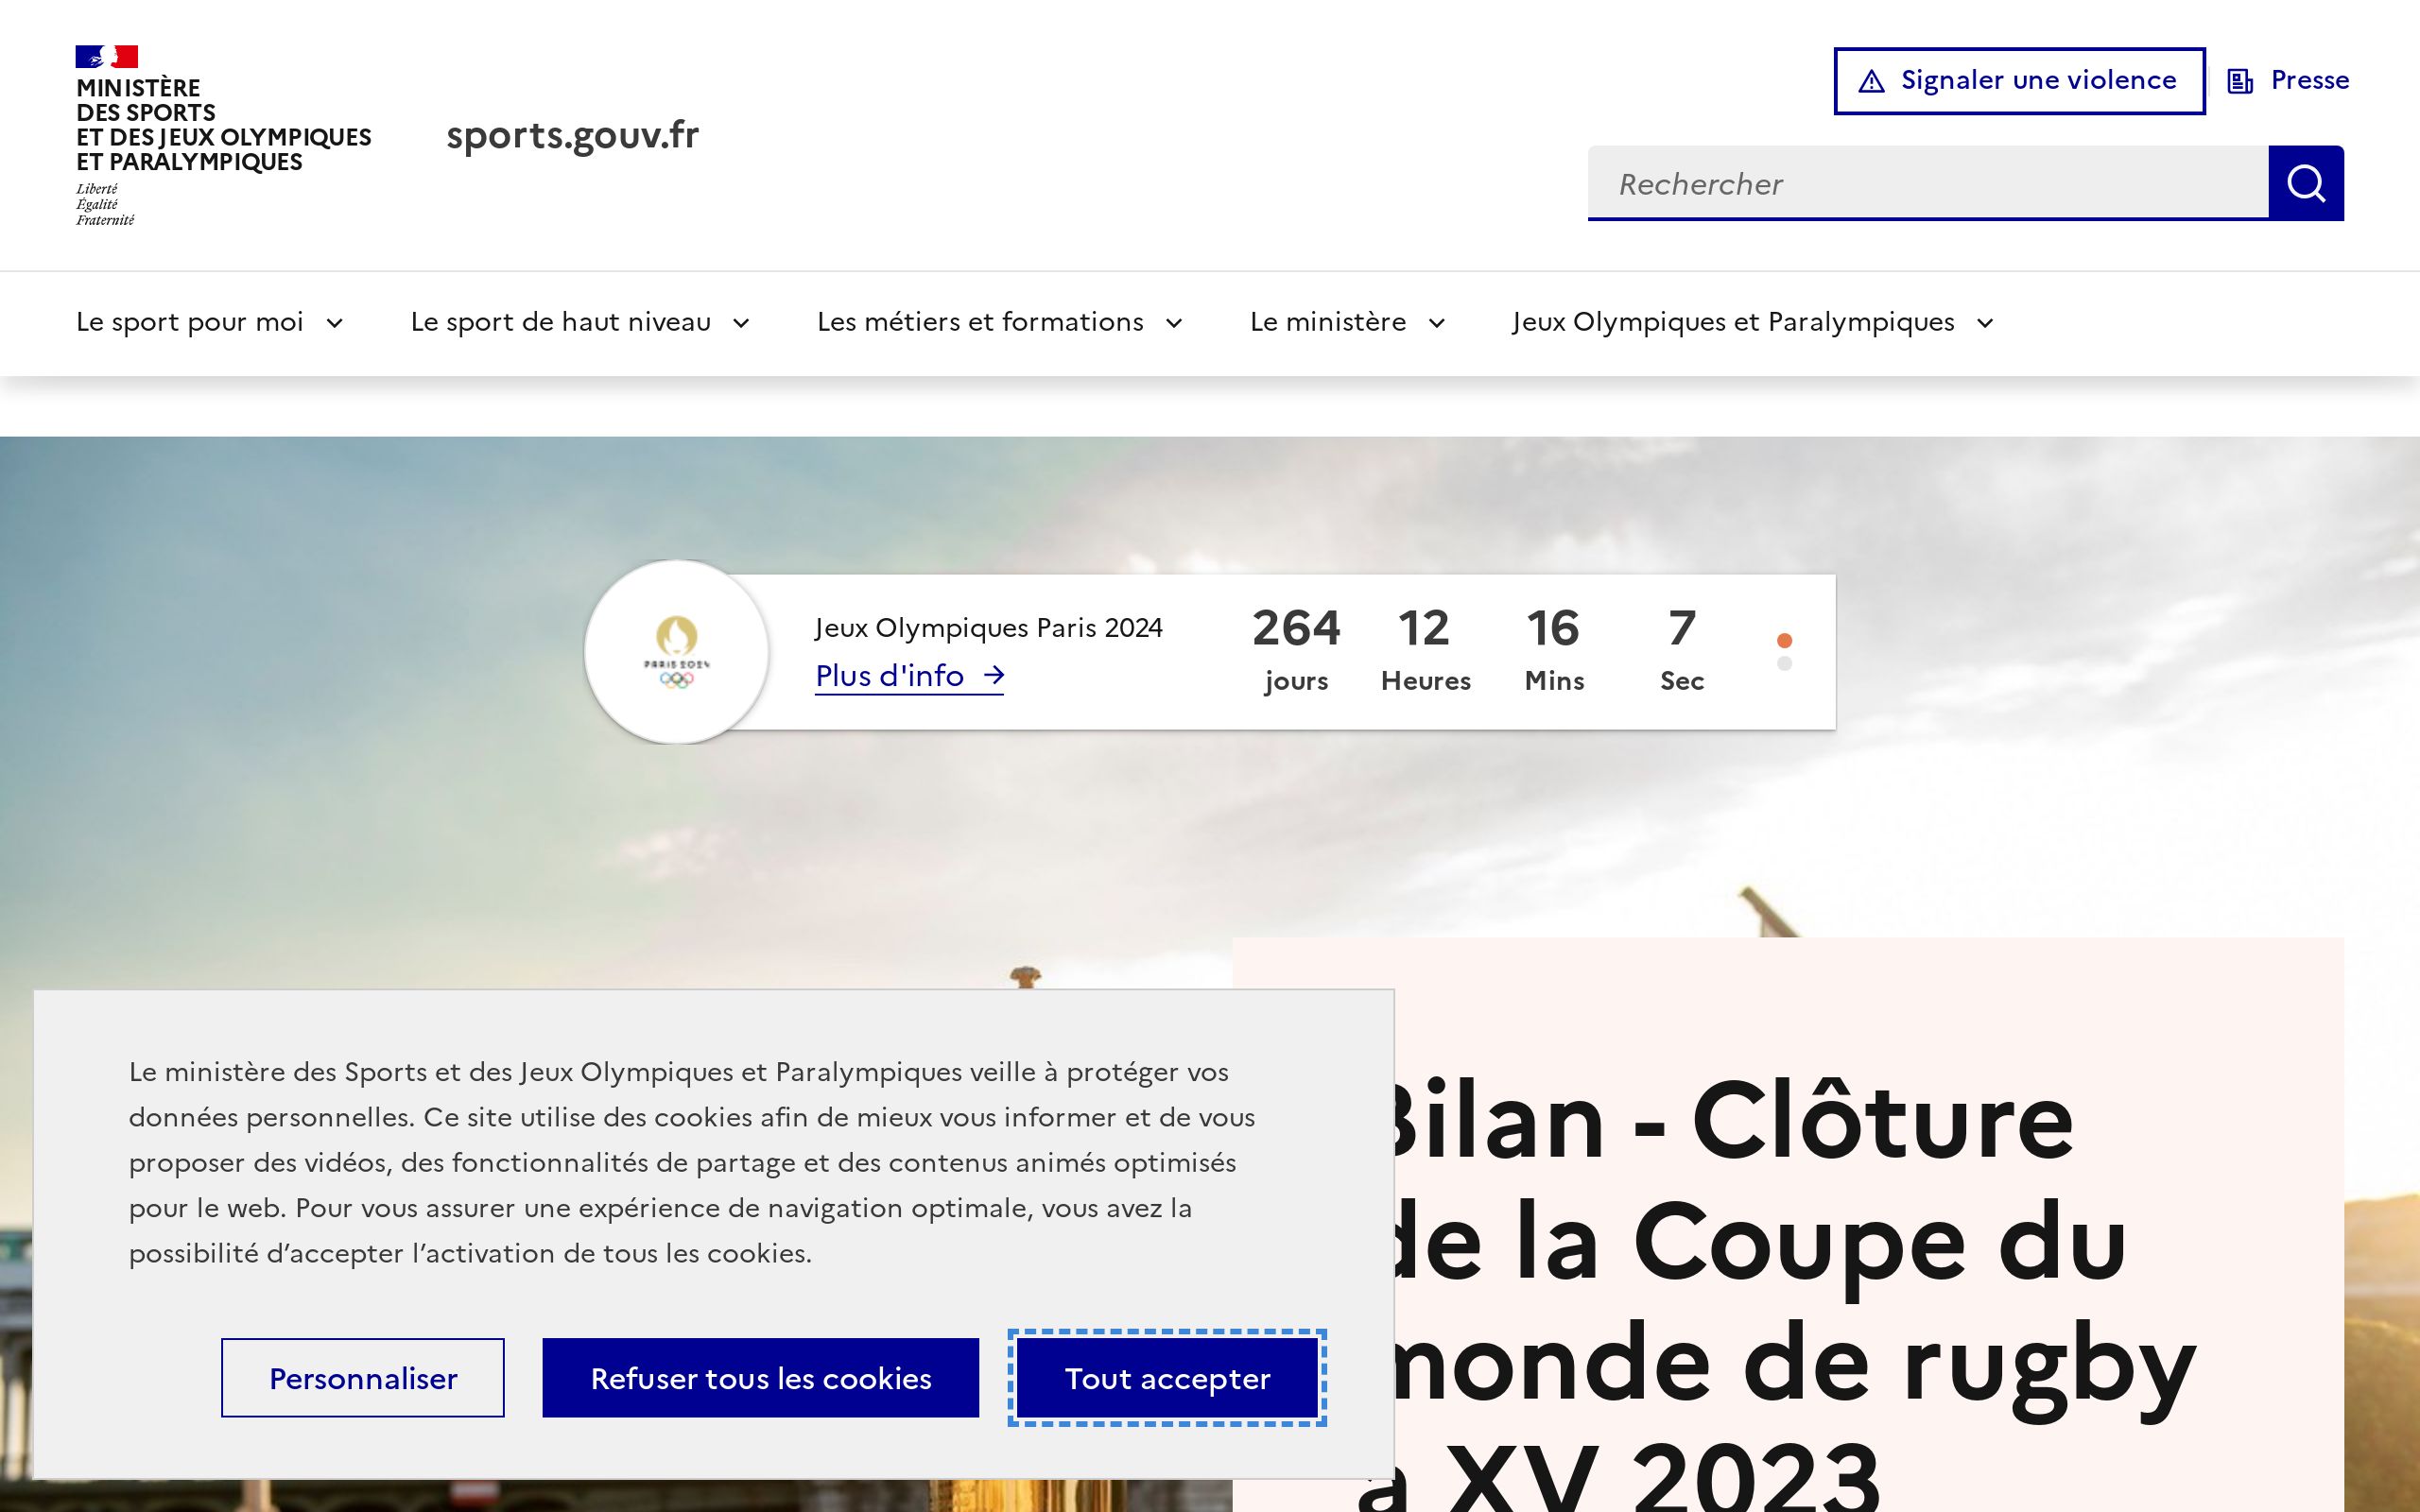 MINISTÈRE
DES SPORTS
ET DES JEUX OLYMPIQUES
ET PARALYMPIQUES
Liberté
Égalité
Fraternité
sports.gouv.fr
Signaler une violence
Presse
Rechercher
Le sport pour moi
Le sport de haut niveau
Les métiers et formations
Le ministère
Jeux Olympiques et Paralympiques
PARIS 2024
Jeux Olympiques Paris 2024
Plus d'info
264 12 16 7
jours Heures Mins Sec
Bilan - Clôture
de la Coupe du
monde de rugby
à XV 2023
Le ministère des Sports et des Jeux Olympiques et Paralympiques veille à protéger vos
données personnelles. Ce site utilise des cookies afin de mieux vous informer et de vous
proposer des vidéos, des fonctionnalités de partage et des contenus animés optimisés
pour le web. Pour vous assurer une expérience de navigation optimale, vous avez la
possibilité d’accepter l’activation de tous les cookies.
Personnaliser
Refuser tous les cookies
Tout accepter